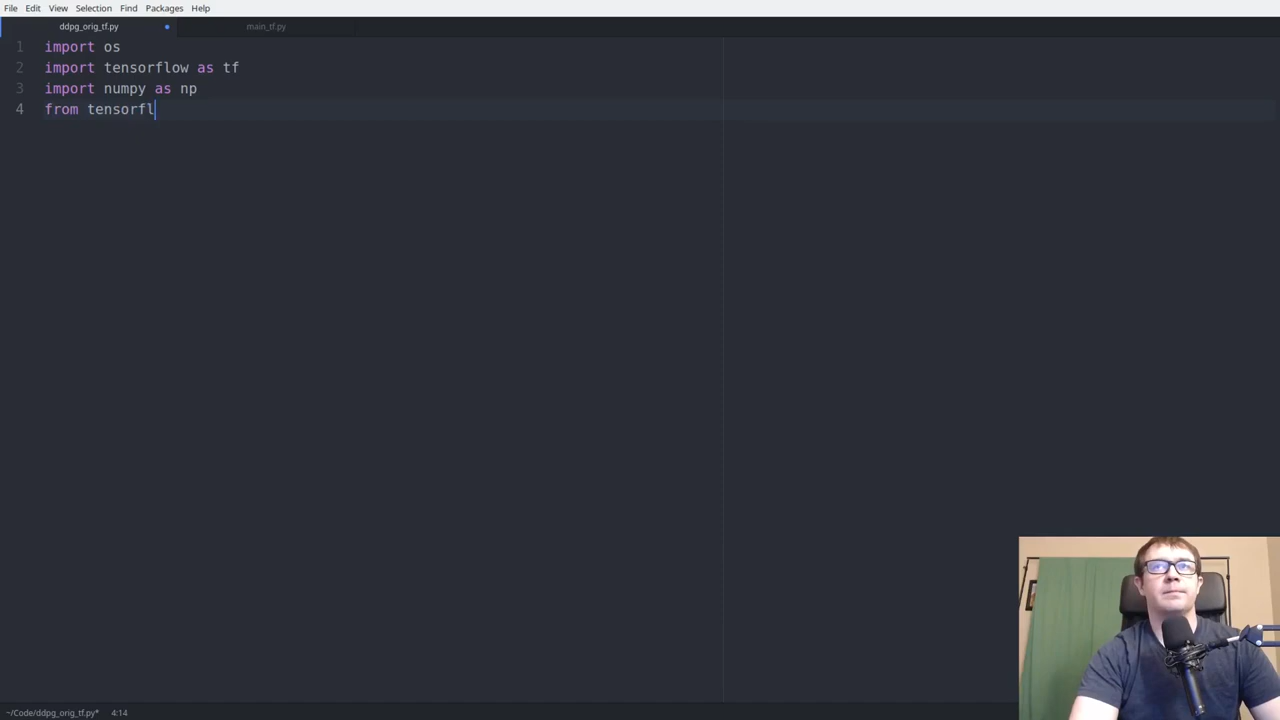 File Edit View Selection Find Packages Help
ddpg_orig_tf.py main_tf.py
1 import os
2 import tensorflow as tf
3 import numpy as np
4 from tensorfl
~/Code/ddpg_orig_tf.py* 4:14